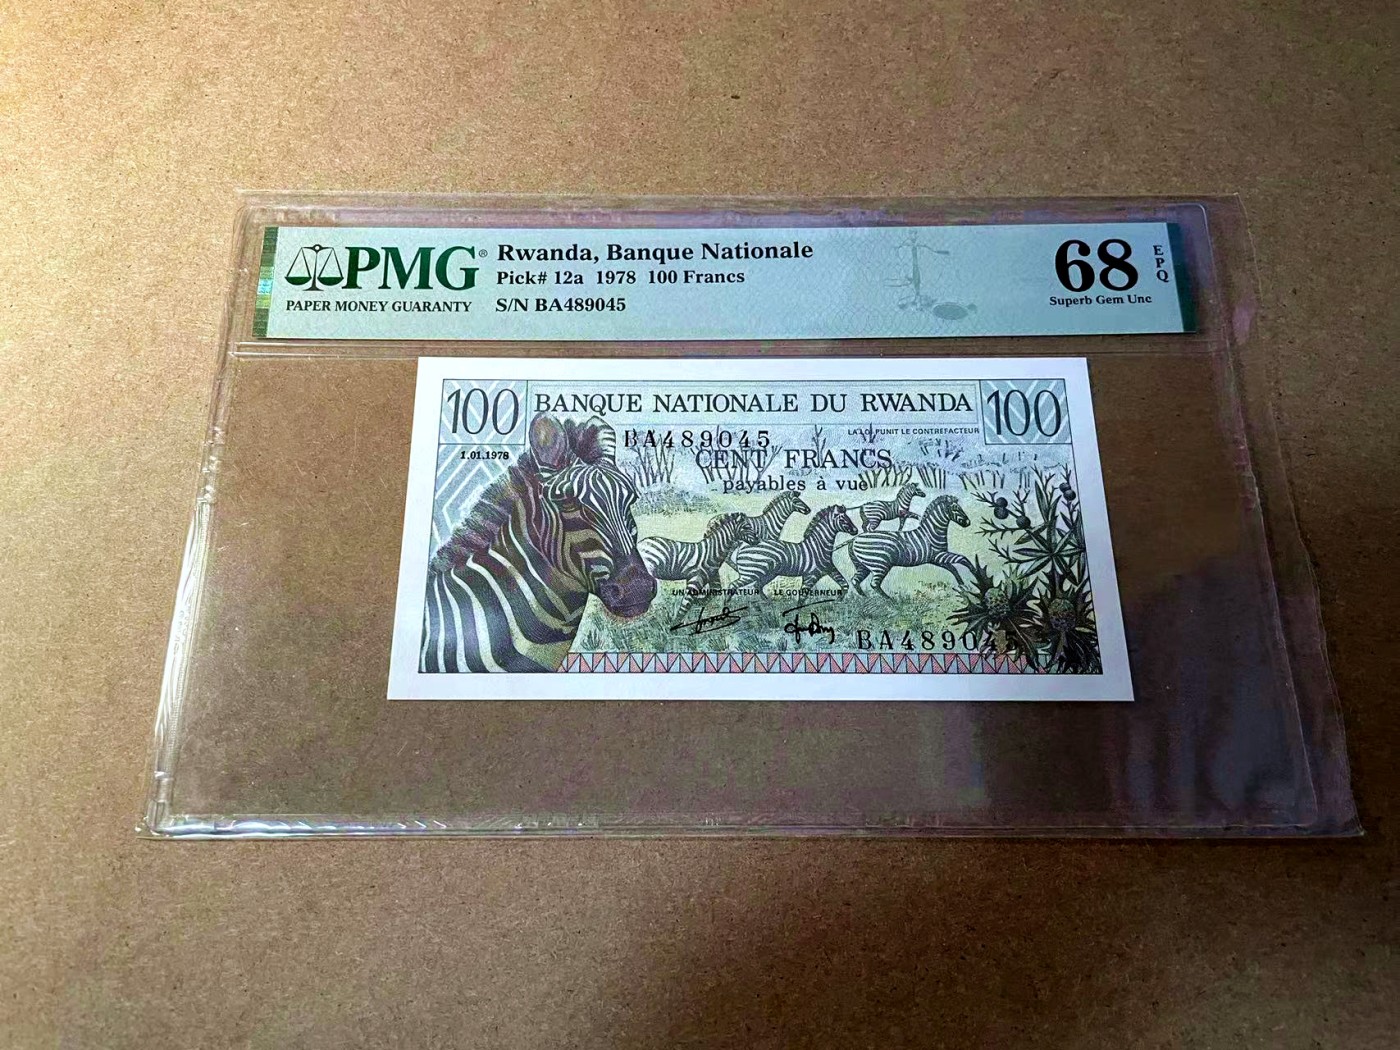 PMG®
PAPER MONEY GUARANTY
Rwanda, Banque Nationale
Pick# 12a 1978 100 Francs
S/N BA489045
68
EPQ
Superb Gem Unc
100
BANQUE NATIONALE DU RWANDA
100
LA LOI PUNIT LE CONTREFACTEUR
BA489045
1.01.1978
CENT FRANCS
payables à vue
UN ADMINISTRATEUR
LE GOUVERNEUR
BA489045